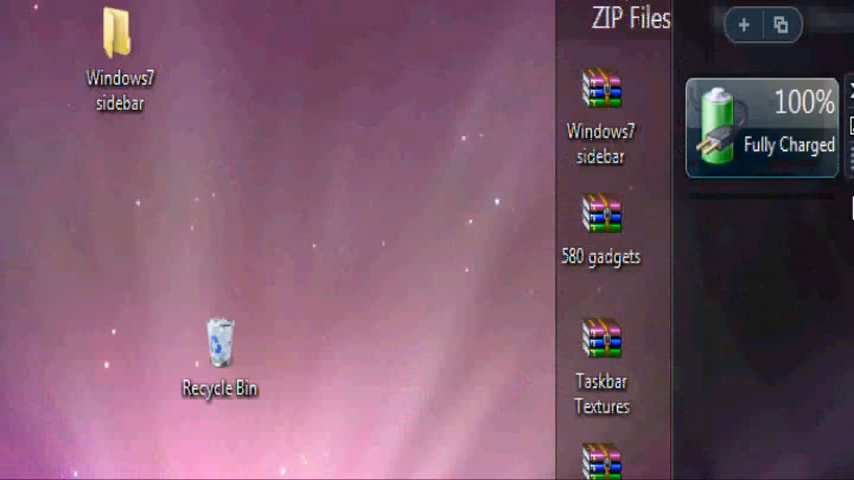 Windows7
sidebar
Recycle Bin
ZIP Files
Windows7
sidebar
580 gadgets
Taskbar
Textures
100%
Fully Charged